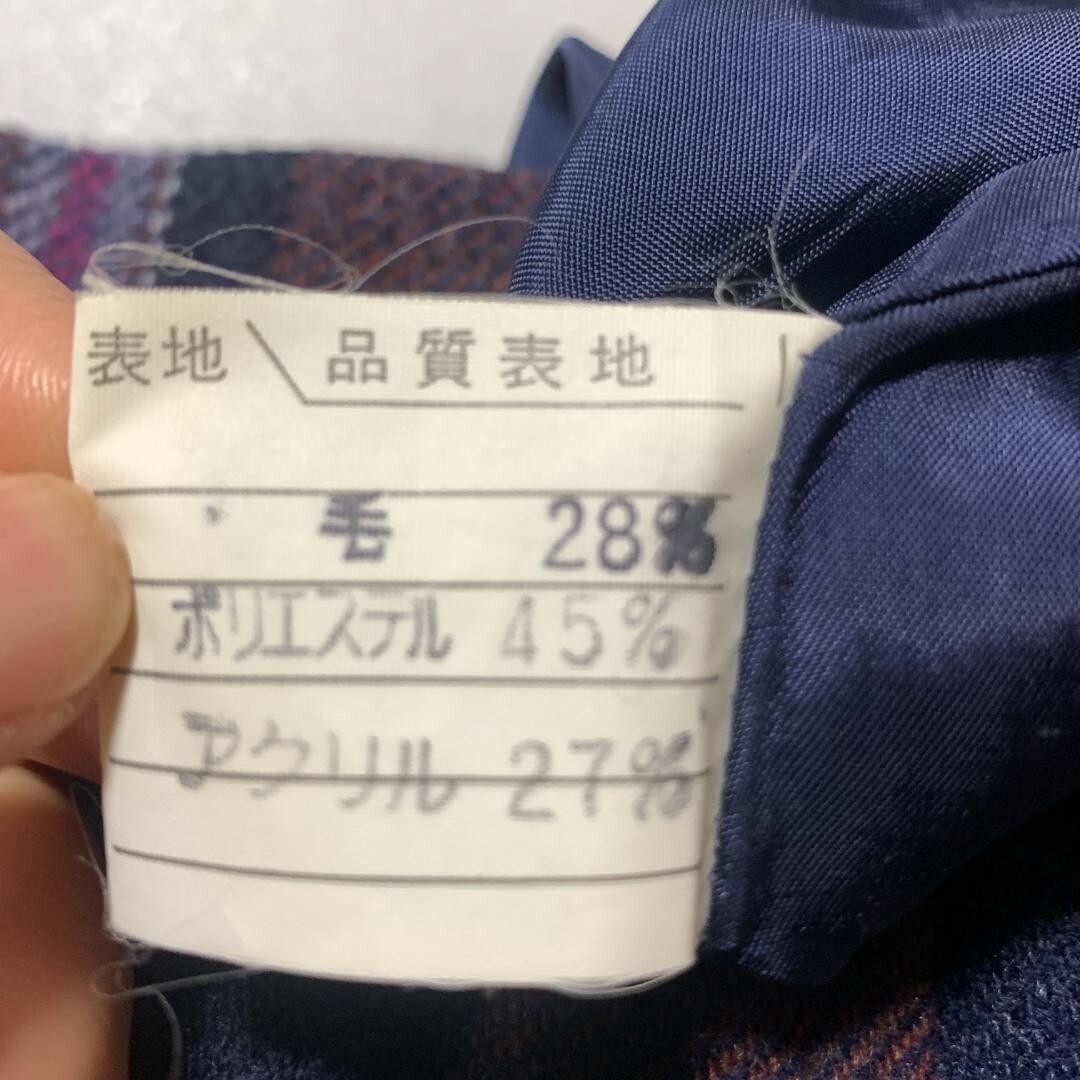 表地 品質表地
毛 28%
ポリエステル 45%
アクリル 27%